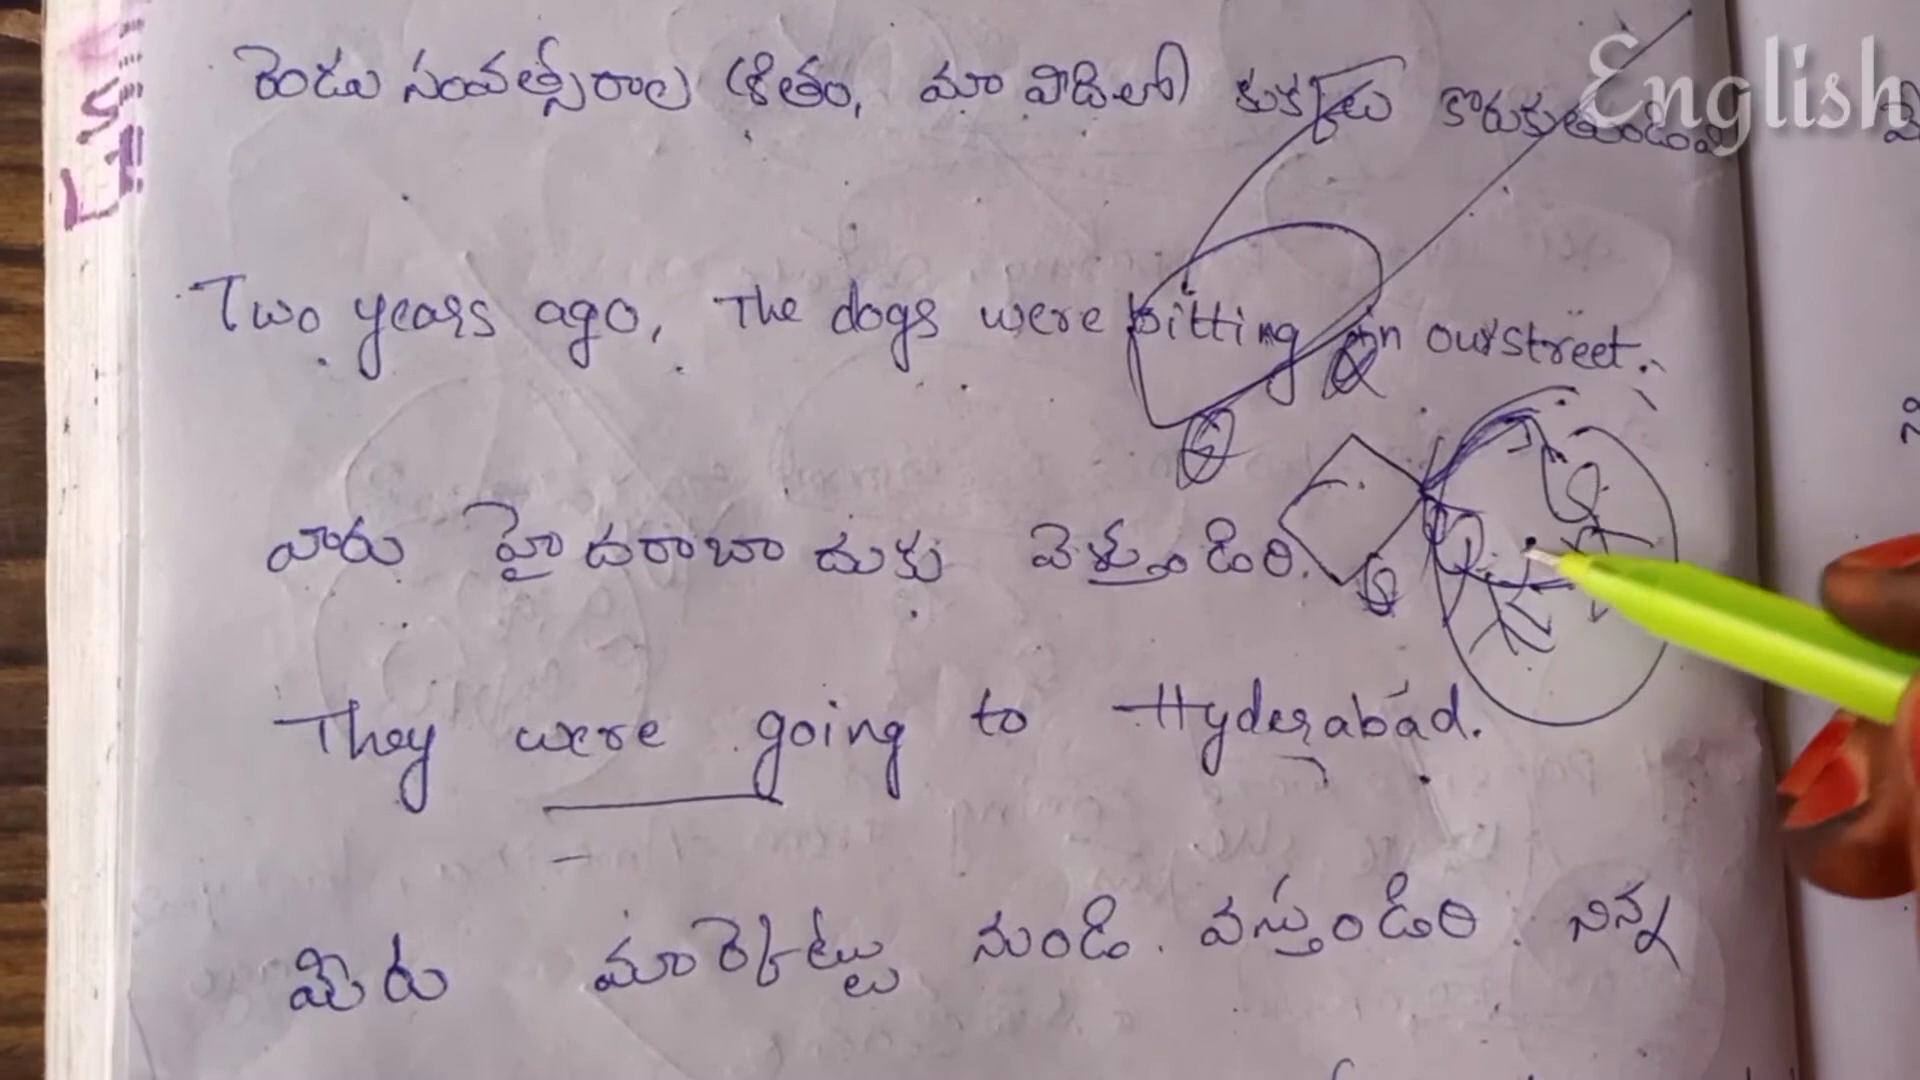 English
రెండు సంవత్సరాల క్రితం, మా వీధిలో కుక్కలు
Two years ago, The dogs were bitting in our street.
వారు హైదరాబాదుకు వెళ్తుండిరి.
They were going to Hyderabad.
మీరు మార్కెట్టు నుండి వస్తుండిరి. నిన్న